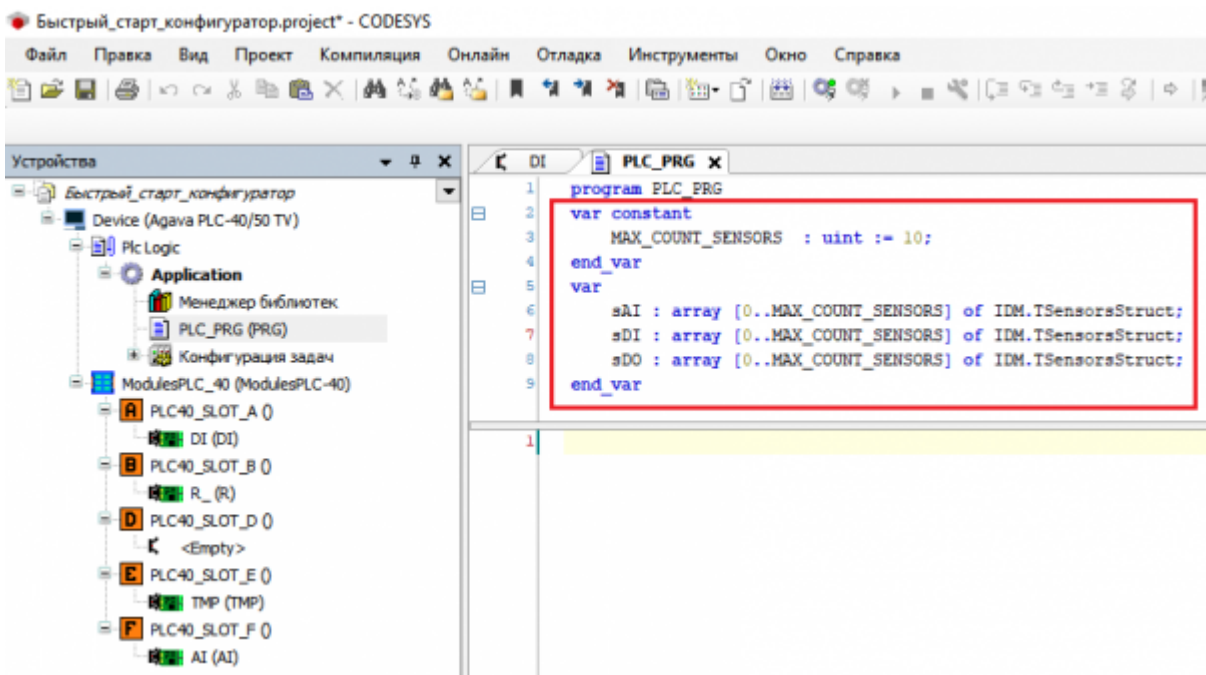 Быстрый_старт_конфигуратор.project* - CODESYS
Файл Правка Вид Проект Компиляция Онлайн Отладка Инструменты Окно Справка
Устройства
Быстрый_старт_конфигуратор
Device (Agava PLC-40/50 TV)
Plc Logic
Application
Менеджер библиотек
PLC_PRG (PRG)
Конфигурация задач
ModulesPLC_40 (ModulesPLC-40)
A PLC40_SLOT_A ()
DI (DI)
B PLC40_SLOT_B ()
R_ (R)
D PLC40_SLOT_D ()
<Empty>
E PLC40_SLOT_E ()
TMP (TMP)
F PLC40_SLOT_F ()
AI (AI)
DI PLC_PRG
1 program PLC_PRG
2 var constant
3 MAX_COUNT_SENSORS : uint := 10;
4 end_var
5 var
6 sAI : array [0..MAX_COUNT_SENSORS] of IDM.TSensorsStruct;
7 sDI : array [0..MAX_COUNT_SENSORS] of IDM.TSensorsStruct;
8 sDO : array [0..MAX_COUNT_SENSORS] of IDM.TSensorsStruct;
9 end_var
1